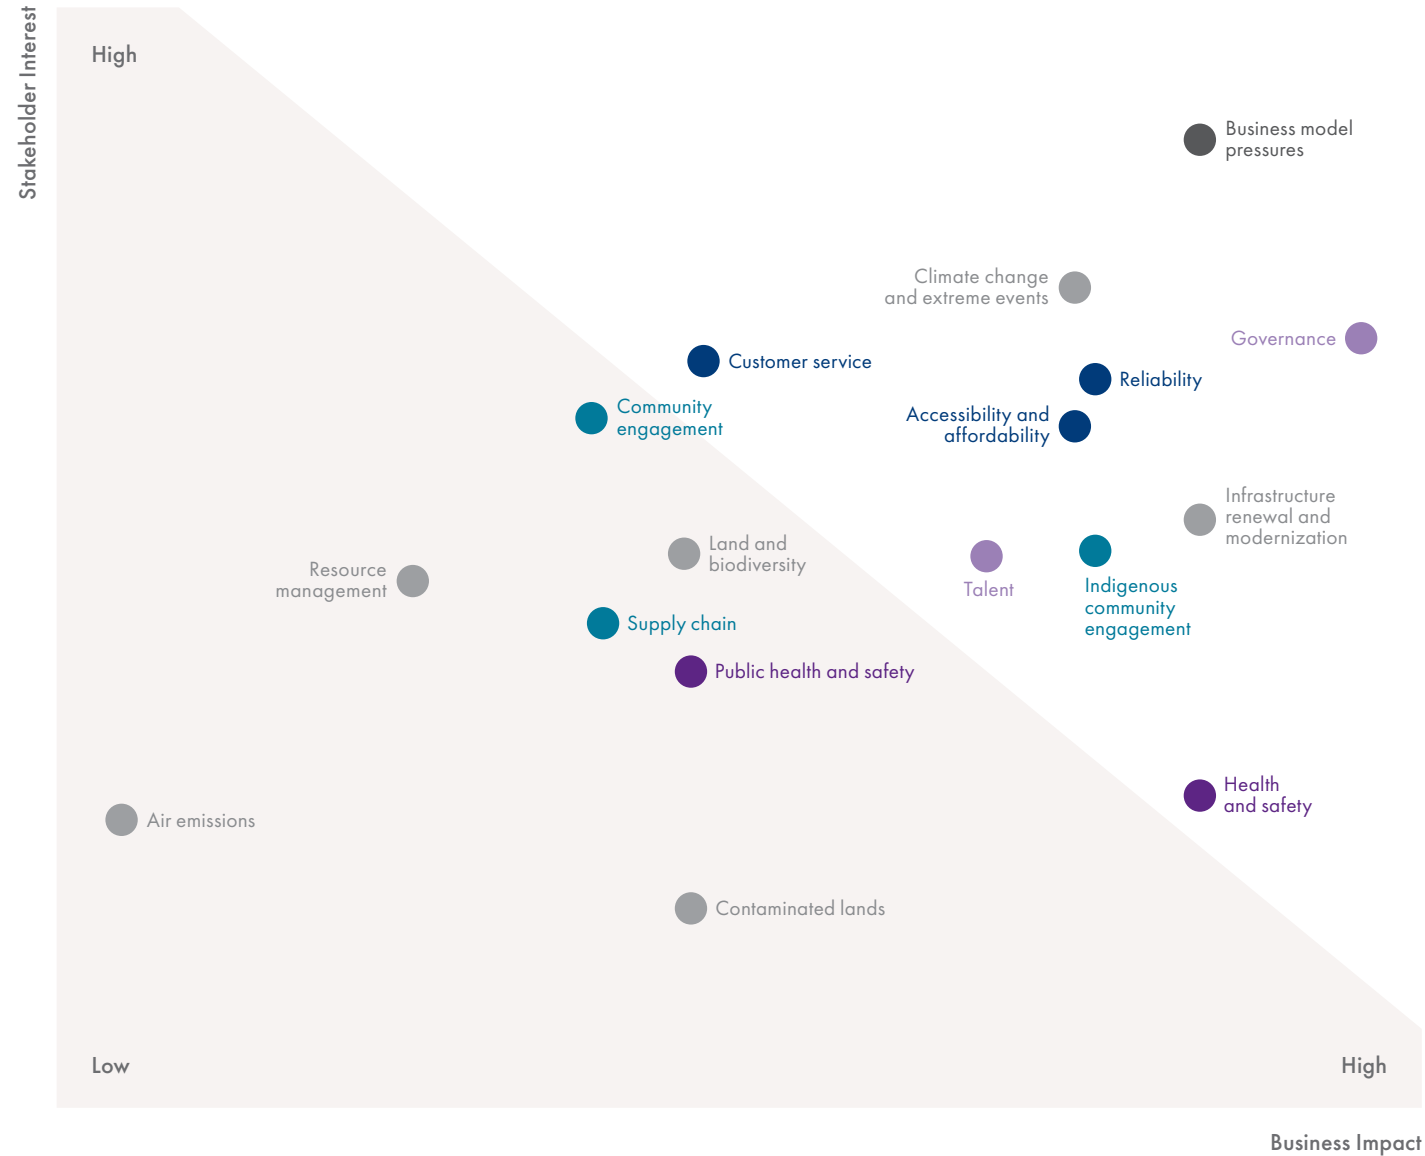 Stakeholder Interest
High
Business model
pressures
Climate change
and extreme events
Governance
Customer service
Reliability
Community
engagement
Accessibility and
affordability
Infrastructure
renewal and
modernization
Land and
biodiversity
Resource
management
Talent
Indigenous
community
engagement
Supply chain
Public health and safety
Health
and safety
Air emissions
Contaminated lands
Low
High
Business Impact